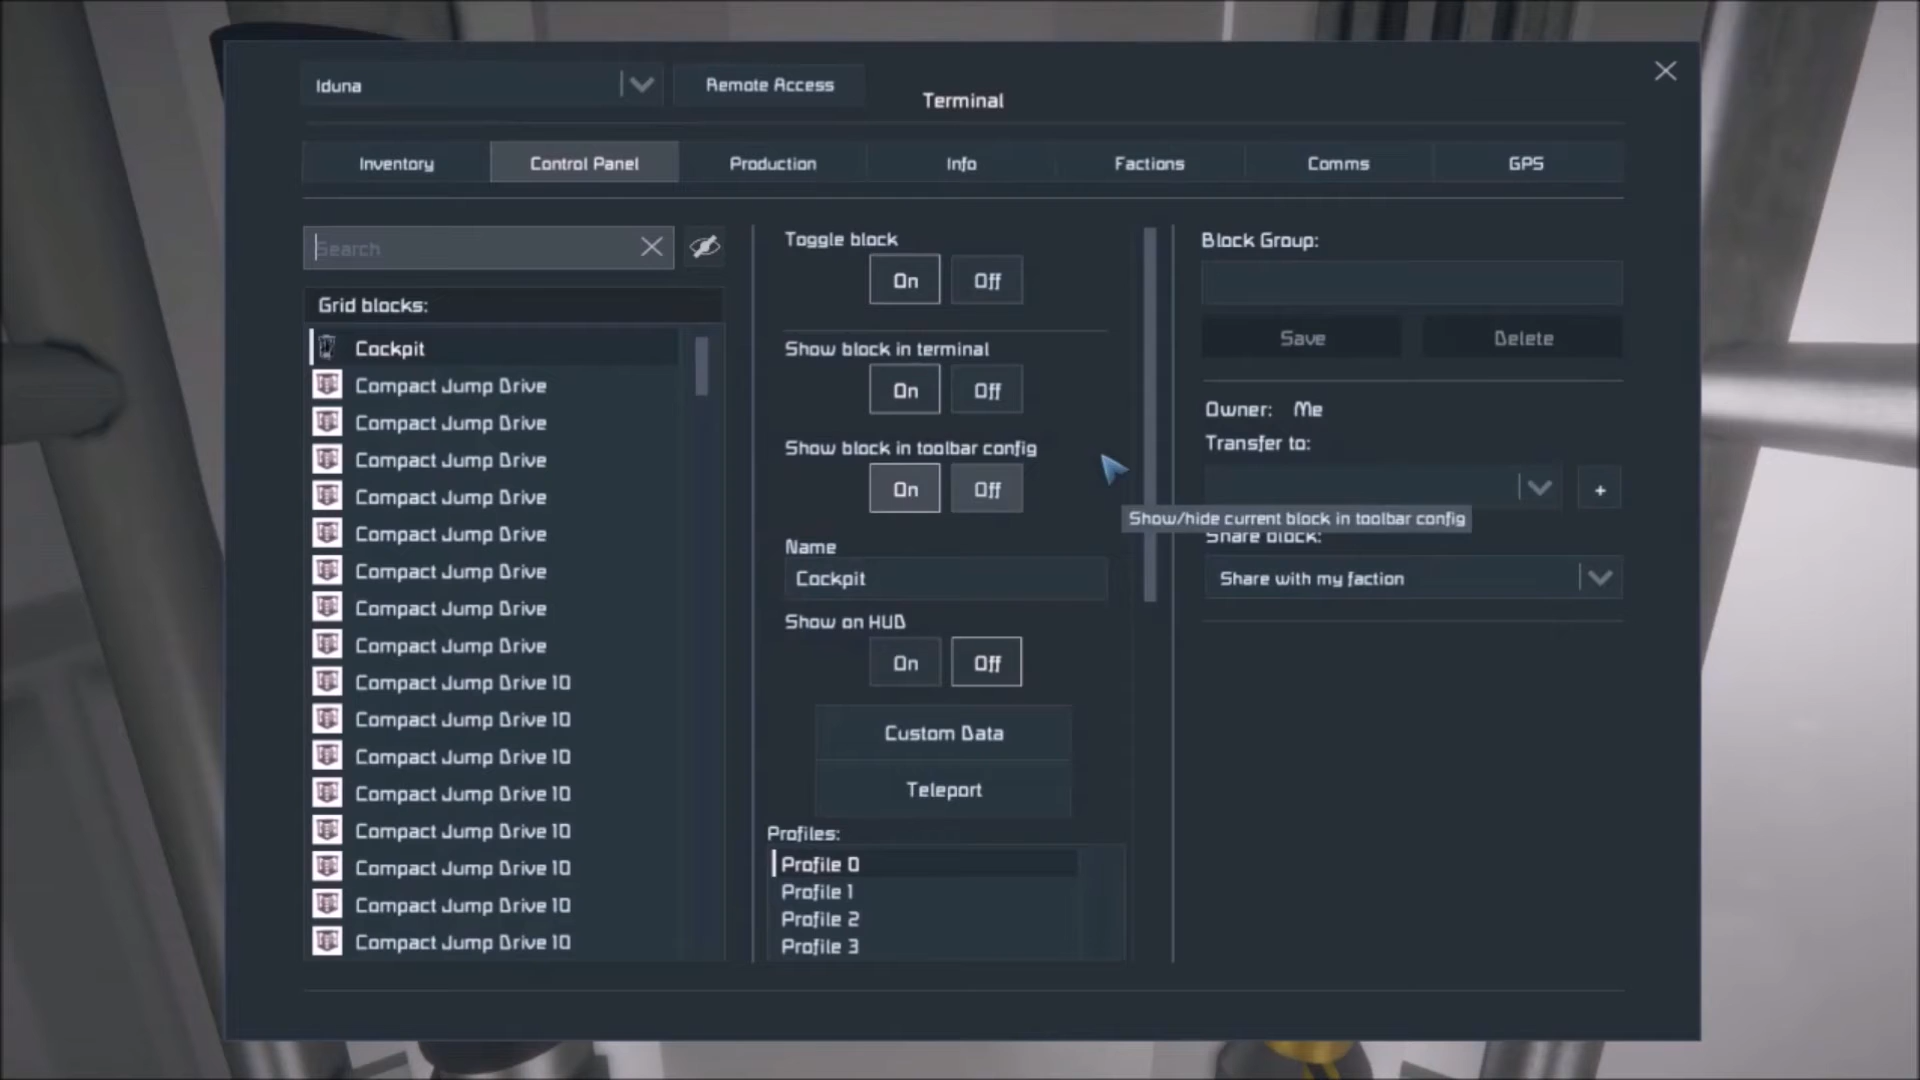 Iduna
Remote Access
Terminal
Inventory
Control Panel
Production
Info
Factions
Comms
GPS
Search
Grid blocks:
Cockpit
Compact Jump Drive
Compact Jump Drive
Compact Jump Drive
Compact Jump Drive
Compact Jump Drive
Compact Jump Drive
Compact Jump Drive
Compact Jump Drive
Compact Jump Drive 10
Compact Jump Drive 10
Compact Jump Drive 10
Compact Jump Drive 10
Compact Jump Drive 10
Compact Jump Drive 10
Compact Jump Drive 10
Compact Jump Drive 10
Toggle block
On Off
Show block in terminal
On Off
Show block in toolbar config
On Off
Name
Cockpit
Show on HUD
On Off
Custom Data
Teleport
Profiles:
Profile 0
Profile 1
Profile 2
Profile 3
Block Group:
Save Delete
Owner: Me
Transfer to:
+
Show/hide current block in toolbar config
Share block:
Share with my faction